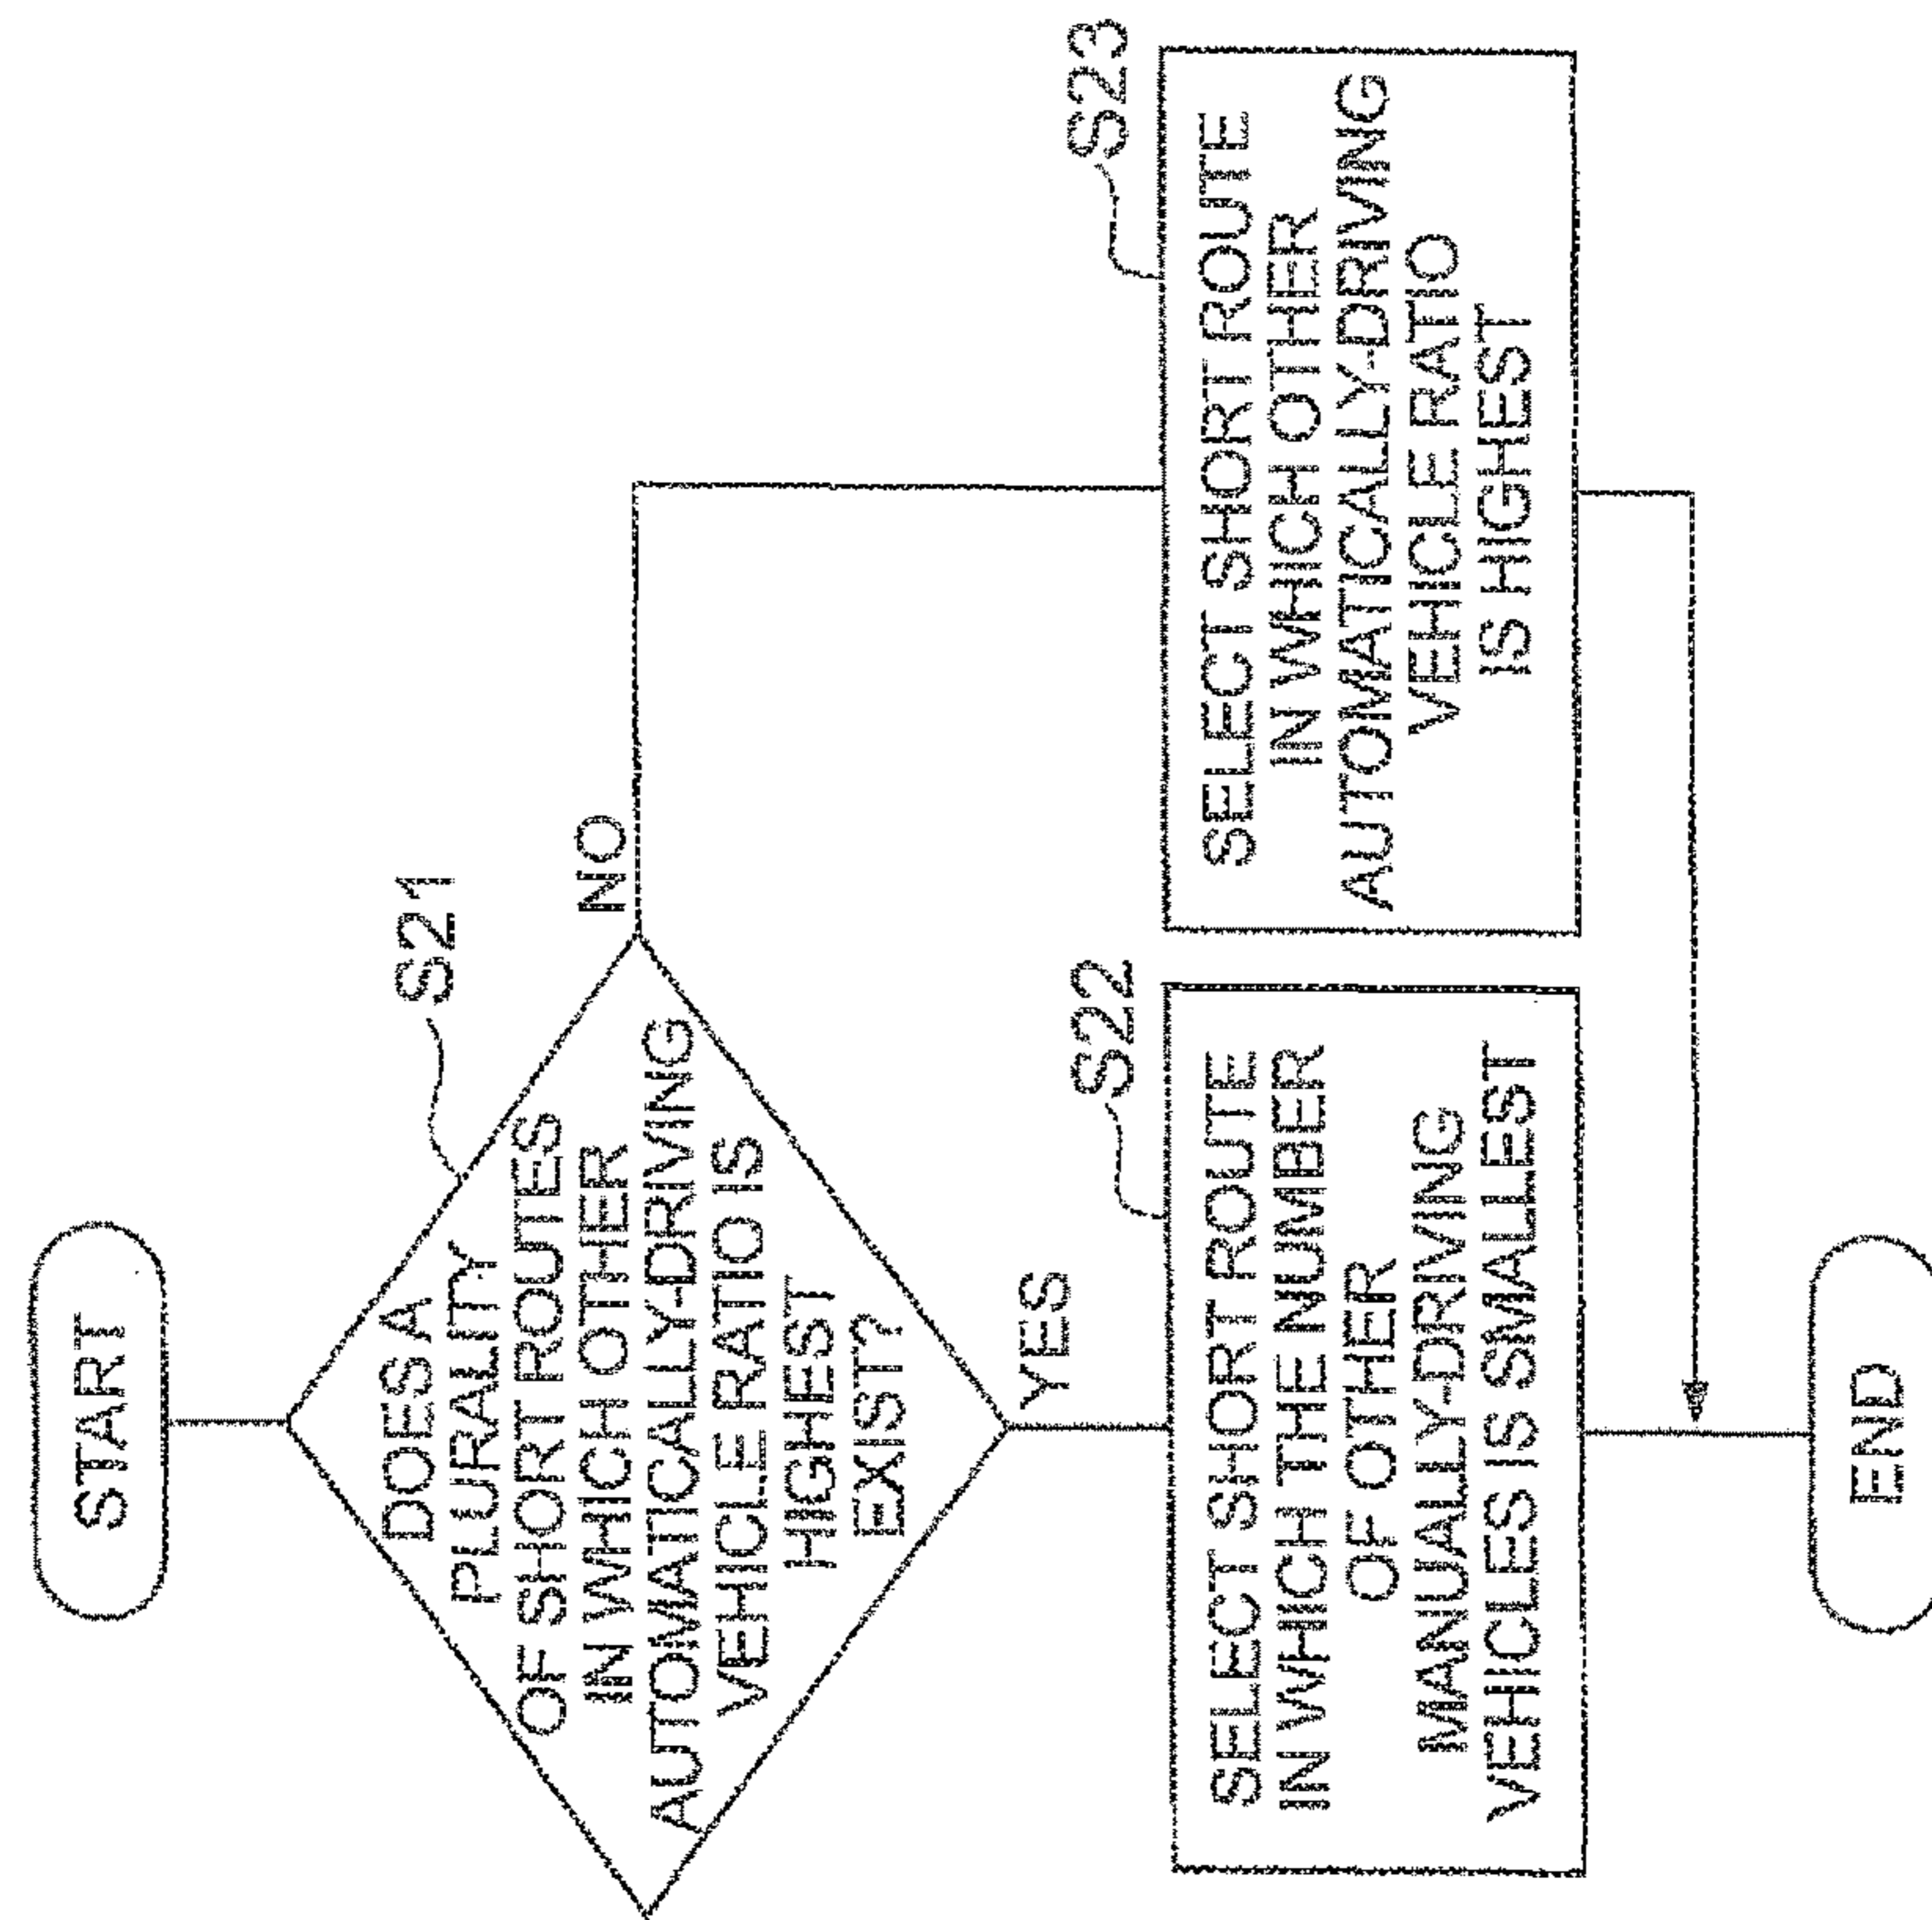 START
S21
DOES A
PLURALITY
OF SHORT ROUTES
IN WHICH OTHER
AUTOMATICALLY-DRIVING
VEHICLE RATIO IS
HIGHEST
EXIST?
NO
YES
S22
SELECT SHORT ROUTE
IN WHICH THE NUMBER
OF OTHER
MANUALLY-DRIVING
VEHICLES IS SMALLEST
S23
SELECT SHORT ROUTE
IN WHICH OTHER
AUTOMATICALLY-DRIVING
VEHICLE RATIO
IS HIGHEST
END